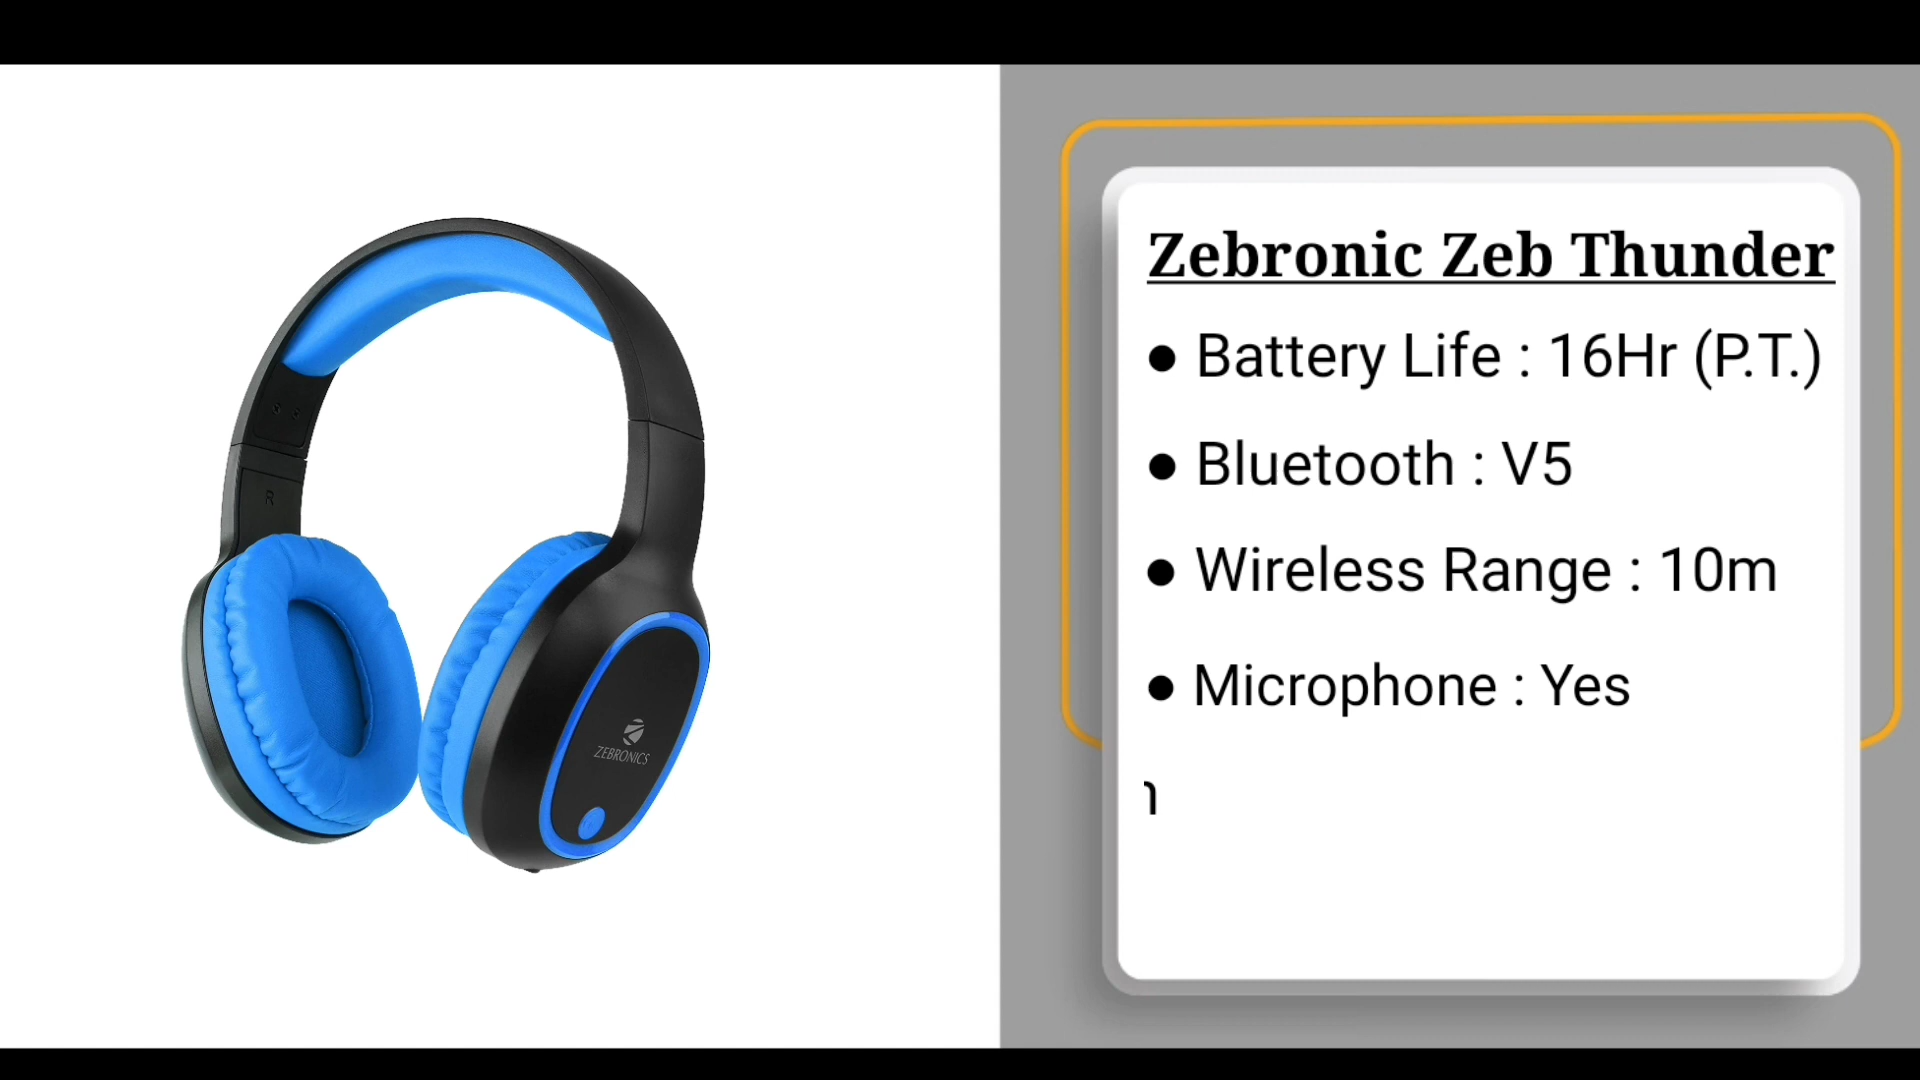 Zebronic Zeb Thunder
● Battery Life : 16Hr (P.T.)
● Bluetooth : V5
● Wireless Range : 10m
● Microphone : Yes
R
ZEBRONICS